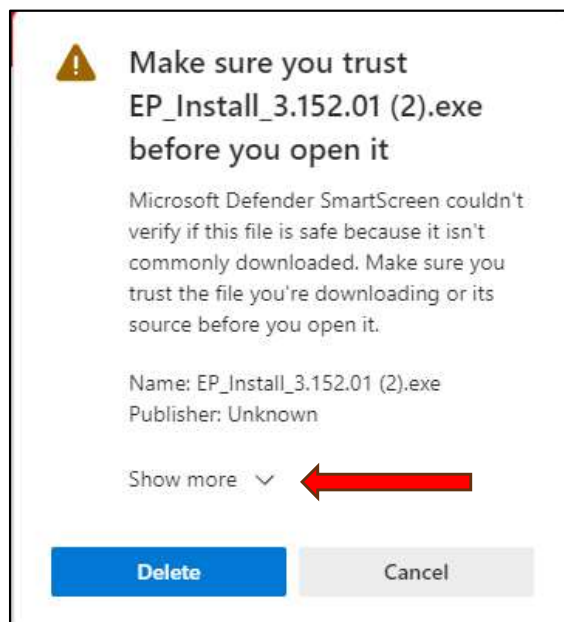 Make sure you trust
EP_Install_3.152.01 (2).exe
before you open it
Microsoft Defender SmartScreen couldn't
verify if this file is safe because it isn't
commonly downloaded. Make sure you
trust the file you're downloading or its
source before you open it.
Name: EP_Install_3.152.01 (2).exe
Publisher: Unknown
Show more
Delete
Cancel